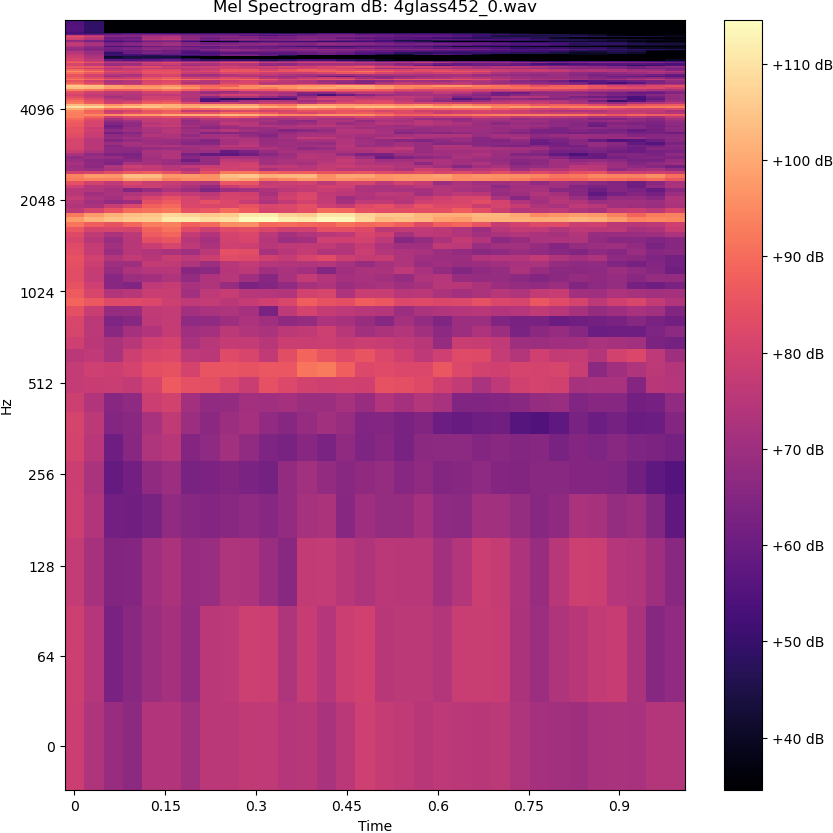 Mel Spectrogram dB: 4glass452_0.wav
Hz
4096
2048
1024
512
256
128
64
0
0 0.15 0.3 0.45 0.6 0.75 0.9
Time
+110 dB
+100 dB
+90 dB
+80 dB
+70 dB
+60 dB
+50 dB
+40 dB